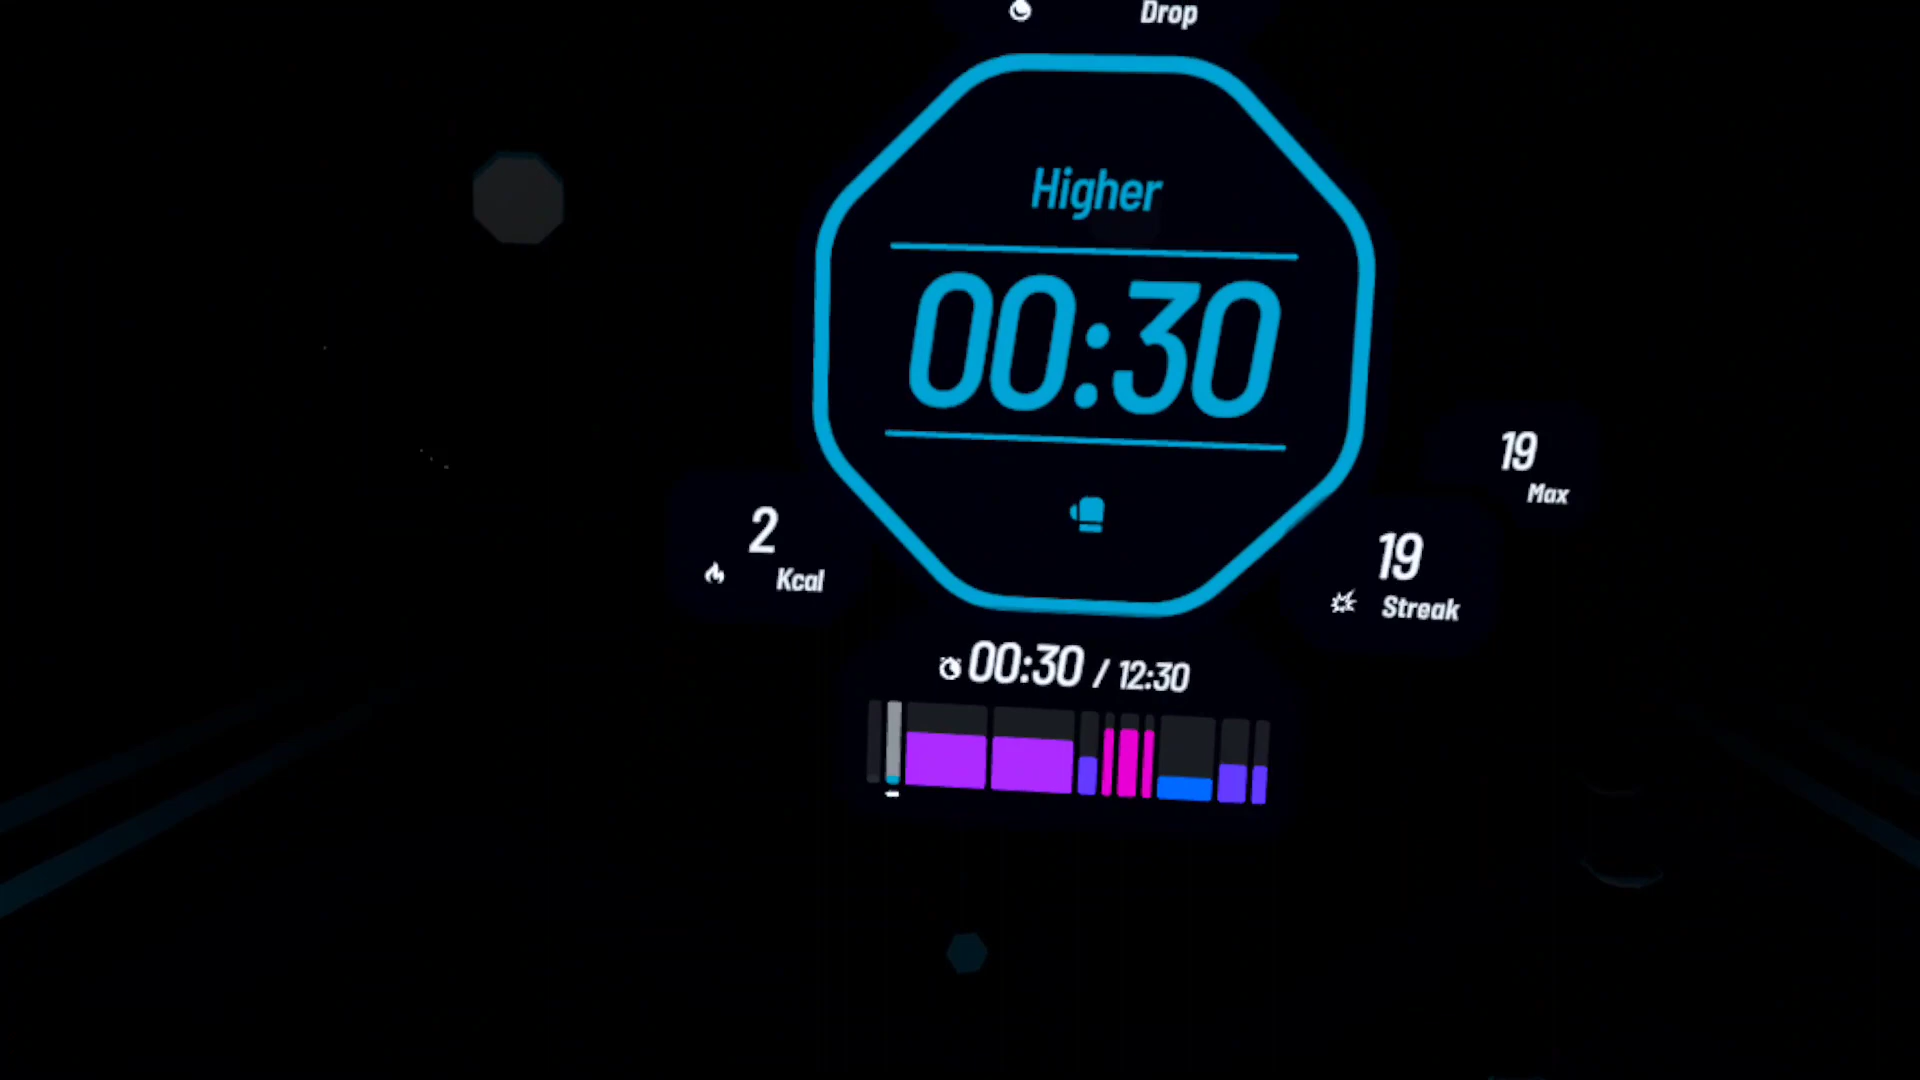 Drop
Higher
00:30
19
Max
2
Kcal
19
Streak
00:30 / 12:30